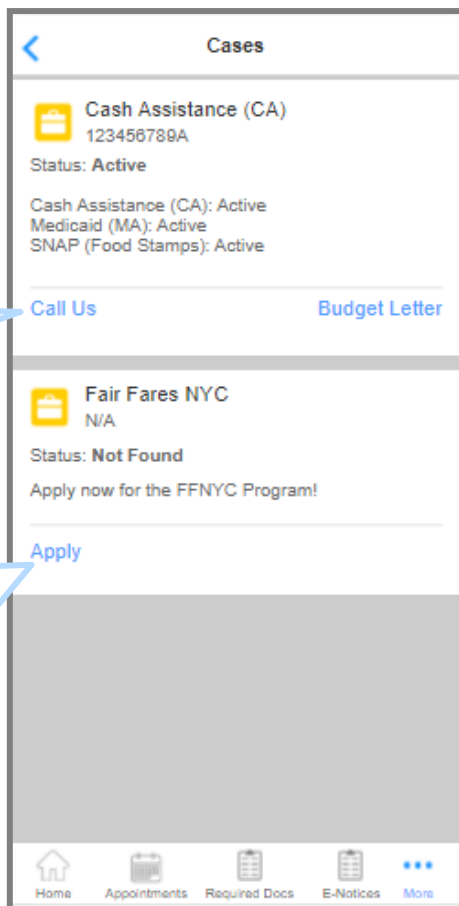 Cases
Cash Assistance (CA)
123456789A
Status: Active
Cash Assistance (CA): Active
Medicaid (MA): Active
SNAP (Food Stamps): Active
Call Us Budget Letter
Fair Fares NYC
N/A
Status: Not Found
Apply now for the FFNYC Program!
Apply
Home Appointments Required Docs E-Notices More